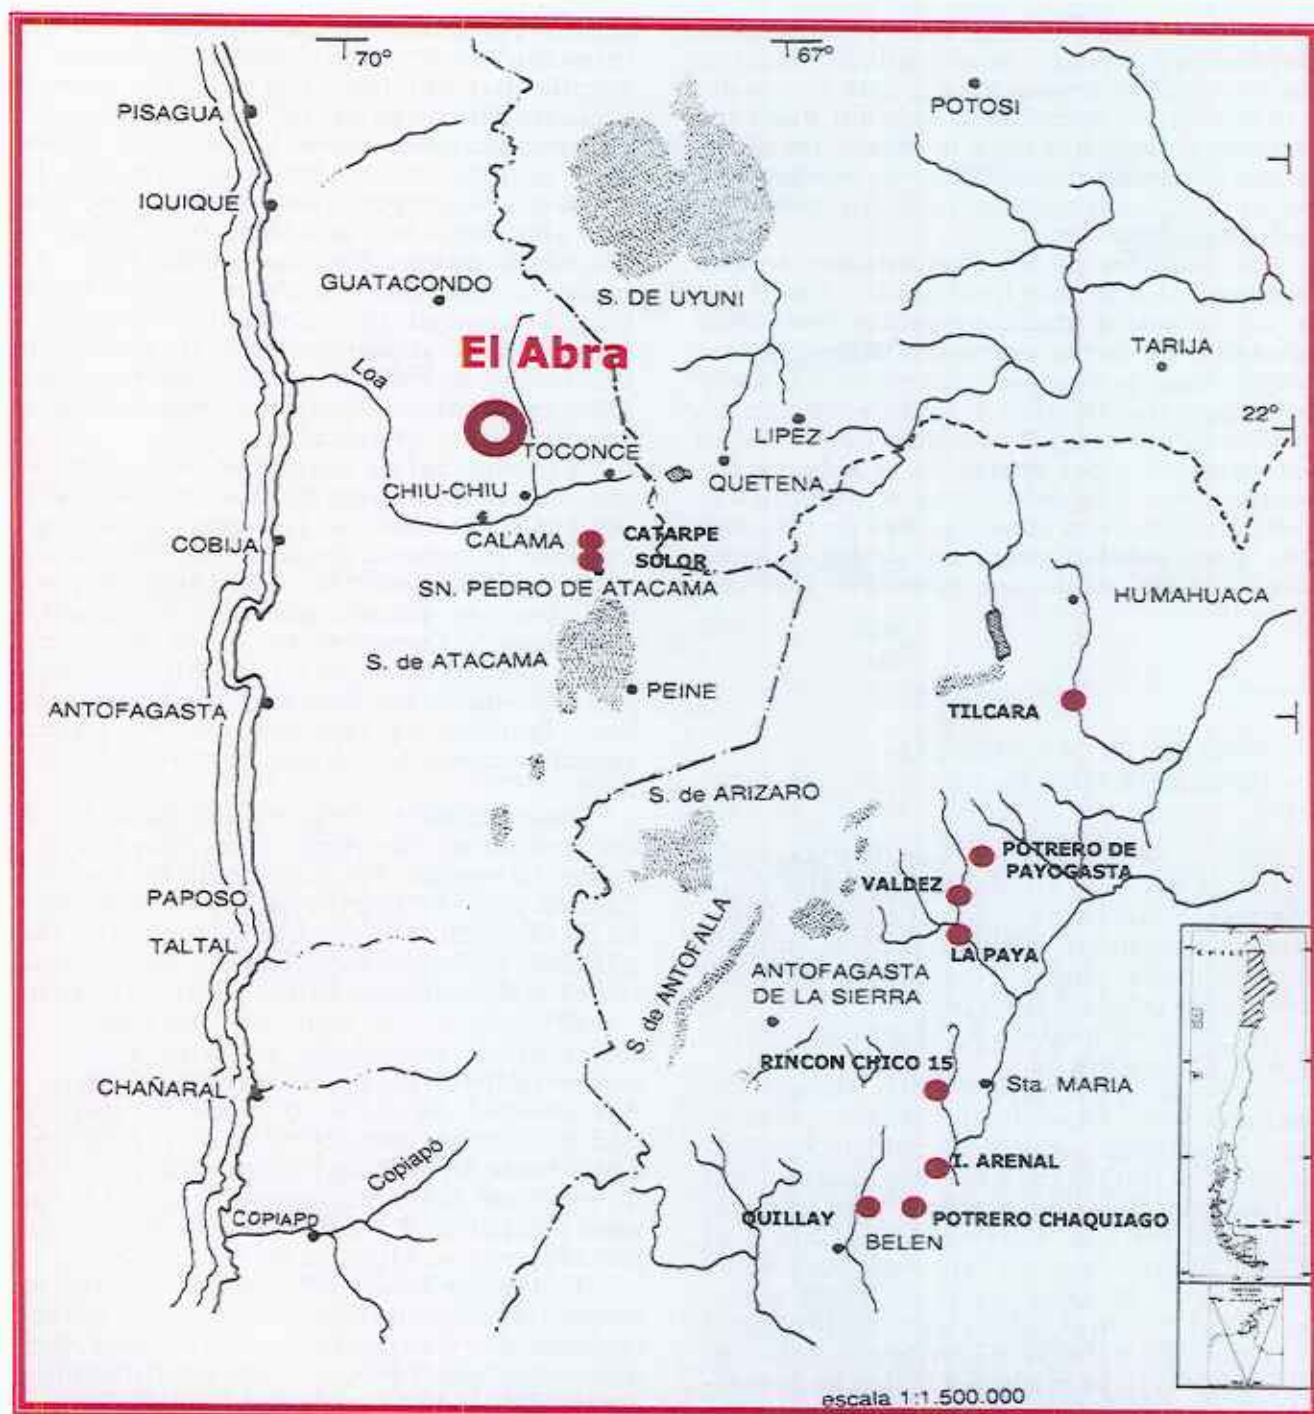 70°
67°
PISAGUA
POTOSI
IQUIQUE
GUATACONDO
S. DE UYUNI
El Abra
Loa
TARIJA
22°
LIPEZ
TOCONCE
QUETENA
CHIU-CHIU
COBIJA
CALAMA
CATARPE
SOLOR
SN. PEDRO DE ATACAMA
HUMAHUACA
S. de ATACAMA
PEINE
ANTOFAGASTA
TILCARA
S. de ARIZARO
POTRERO DE
PAYOGASTA
VALDEZ
PAPOSO
TALTAL
LA PAYA
S. de ANTOFALLA
ANTOFAGASTA
DE LA SIERRA
CHILE
RINCON CHICO 15
Sta. MARIA
CHAÑARAL
Copiapó
I. ARENAL
COPIAPO
QUILLAY
POTRERO CHAQUIAGO
BELEN
escala 1:1.500.000